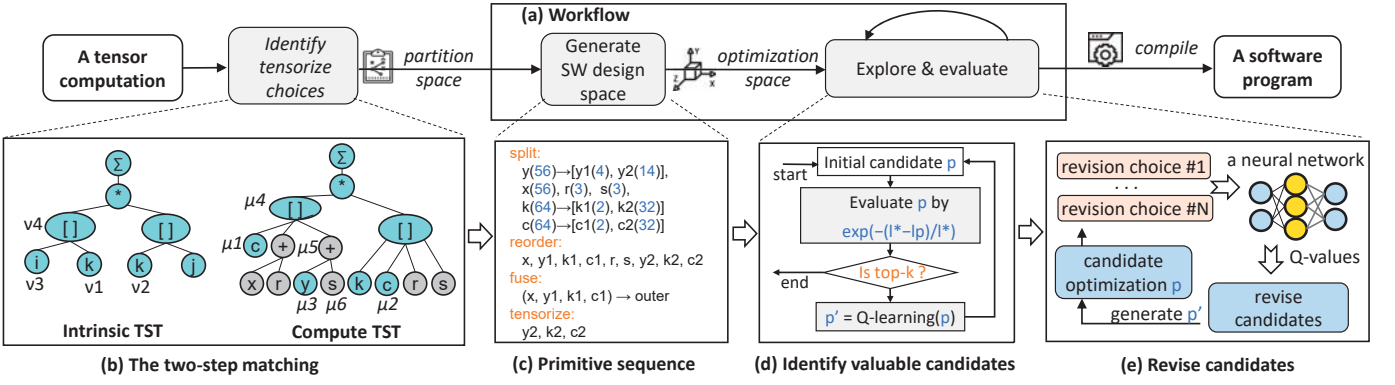 (a) Workflow
A tensor
computation
Identify
tensorize
choices
partition
space
Generate
SW design
space
Y
Z
X
optimization
space
Explore & evaluate
compile
A software
program
Σ
*
ν4
[ ]
[ ]
i
k
k
j
ν3
ν1
ν2
Intrinsic TST
Σ
*
μ4
[ ]
[ ]
μ1
c
+
μ5
+
x
r
y
s
k
c
r
s
μ3
μ6
μ2
Compute TST
(b) The two-step matching
split:
y(56)→[y1(4), y2(14)],
x(56), r(3), s(3),
k(64)→[k1(2), k2(32)]
c(64)→[c1(2), c2(32)]
reorder:
x, y1, k1, c1, r, s, y2, k2, c2
fuse:
(x, y1, k1, c1) → outer
tensorize:
y2, k2, c2
(c) Primitive sequence
start
Initial candidate p
Evaluate p by
exp(−(l*−lp)/l*)
Is top-k ?
end
p' = Q-learning(p)
(d) Identify valuable candidates
revision choice #1
. . .
revision choice #N
a neural network
Q-values
candidate
optimization p
generate p'
revise
candidates
(e) Revise candidates